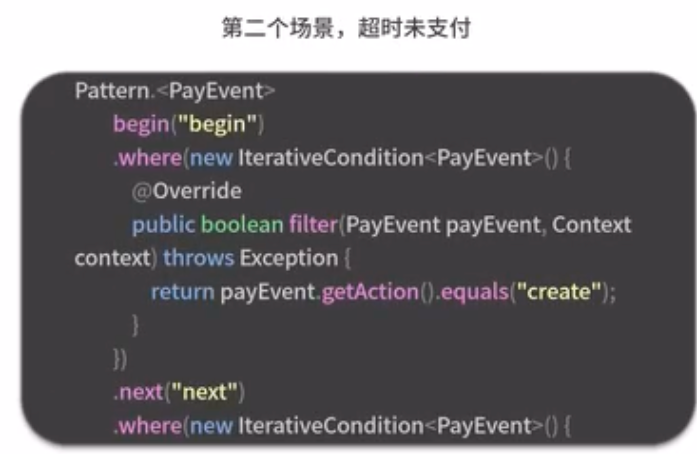 第二个场景，超时未支付
Pattern.<PayEvent>
begin("begin")
.where(new IterativeCondition<PayEvent>() {
@Override
public boolean filter(PayEvent payEvent, Context
context) throws Exception {
return payEvent.getAction().equals("create");
}
})
.next("next")
.where(new IterativeCondition<PayEvent>() {